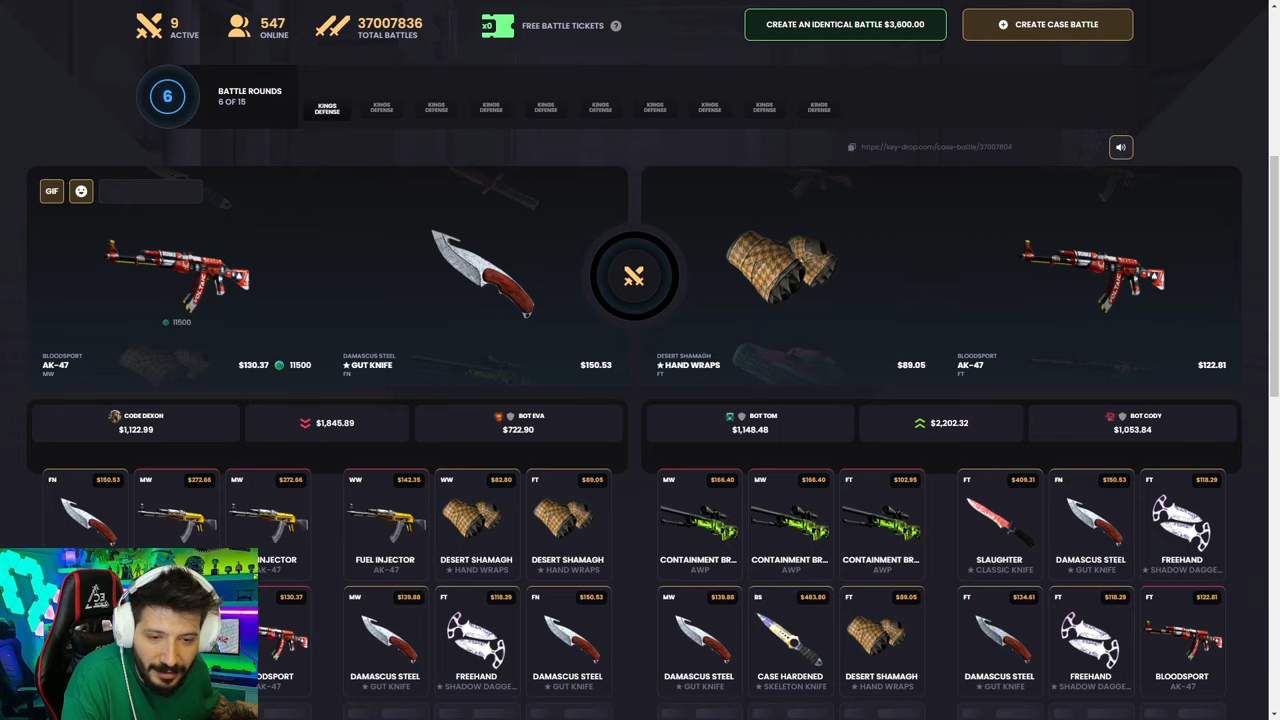 9
ACTIVE
547
ONLINE
37007836
TOTAL BATTLES
x0
FREE BATTLE TICKETS ?
CREATE AN IDENTICAL BATTLE $3,600.00
CREATE CASE BATTLE
6
BATTLE ROUNDS
6 OF 15
KINGS DEFENSE
KINGS DEFENSE
KINGS DEFENSE
KINGS DEFENSE
KINGS DEFENSE
KINGS DEFENSE
KINGS DEFENSE
KINGS DEFENSE
KINGS DEFENSE
KINGS DEFENSE
https://key-drop.com/case-battle/37007804
GIF
11500
BLOODSPORT
AK-47 $130.37 11500
MW
DAMASCUS STEEL
★ GUT KNIFE $150.53
FN
DESERT SHAMAGH
★ HAND WRAPS $89.05
FT
BLOODSPORT
AK-47 $122.81
FT
CODE DEXON
$1,122.99
$1,845.89
BOT EVA
$722.90
BOT TOM
$1,148.48
$2,202.32
BOT CODY
$1,053.84
FN $150.53
MW $272.66
MW $272.66
WW $142.35
WW $82.80
FT $89.05
MW $166.40
MW $166.40
FT $102.95
FT $409.31
FN $150.53
FT $118.29
INJECTOR
AK-47
FUEL INJECTOR
AK-47
DESERT SHAMAGH
★ HAND WRAPS
DESERT SHAMAGH
★ HAND WRAPS
CONTAINMENT BR...
AWP
CONTAINMENT BR...
AWP
CONTAINMENT BR...
AWP
SLAUGHTER
★ CLASSIC KNIFE
DAMASCUS STEEL
★ GUT KNIFE
FREEHAND
★ SHADOW DAGGE...
$130.37
MW $139.88
FT $118.29
FN $150.53
MW $139.88
BS $483.80
FT $89.05
FT $134.61
FT $118.29
FT $122.81
ODSPORT
AK-47
DAMASCUS STEEL
★ GUT KNIFE
FREEHAND
★ SHADOW DAGGE...
DAMASCUS STEEL
★ GUT KNIFE
DAMASCUS STEEL
★ GUT KNIFE
CASE HARDENED
★ SKELETON KNIFE
DESERT SHAMAGH
★ HAND WRAPS
DAMASCUS STEEL
★ GUT KNIFE
FREEHAND
★ SHADOW DAGGE...
BLOODSPORT
AK-47